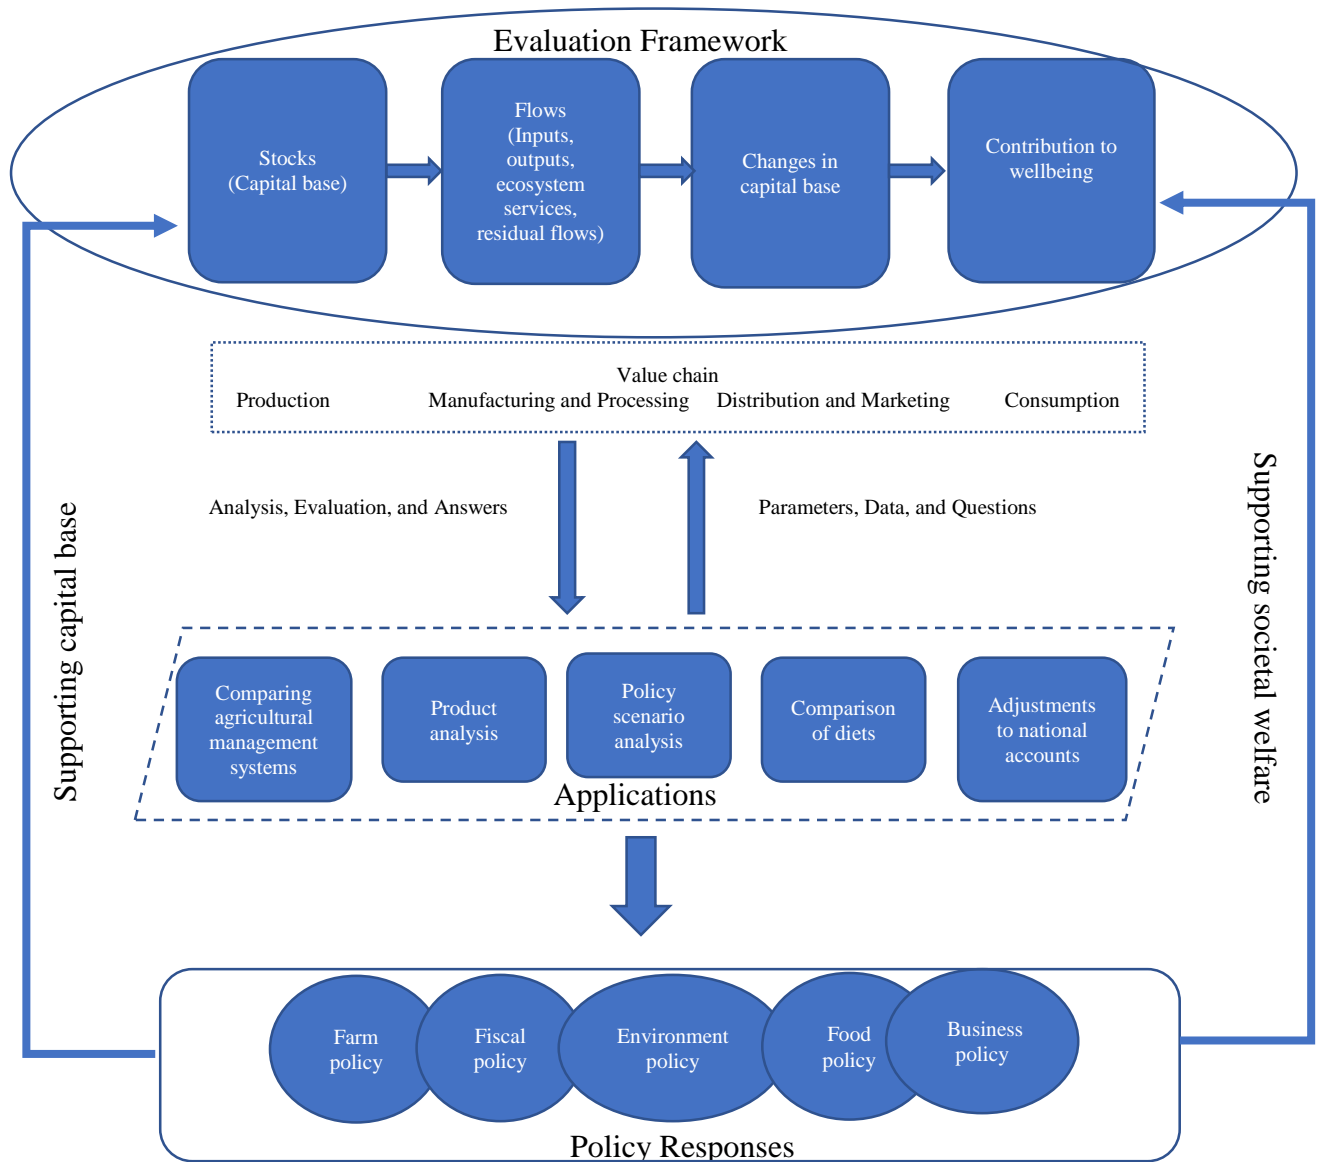 Evaluation Framework
Stocks
(Capital base)
Flows
(Inputs,
outputs,
ecosystem
services,
residual flows)
Changes in
capital base
Contribution to
wellbeing
Value chain
Production
Manufacturing and Processing
Distribution and Marketing
Consumption
Analysis, Evaluation, and Answers
Parameters, Data, and Questions
Supporting capital base
Supporting societal welfare
Comparing
agricultural
management
systems
Product
analysis
Policy
scenario
analysis
Comparison
of diets
Adjustments
to national
accounts
Applications
Farm
policy
Fiscal
policy
Environment
policy
Food
policy
Business
policy
Policy Responses